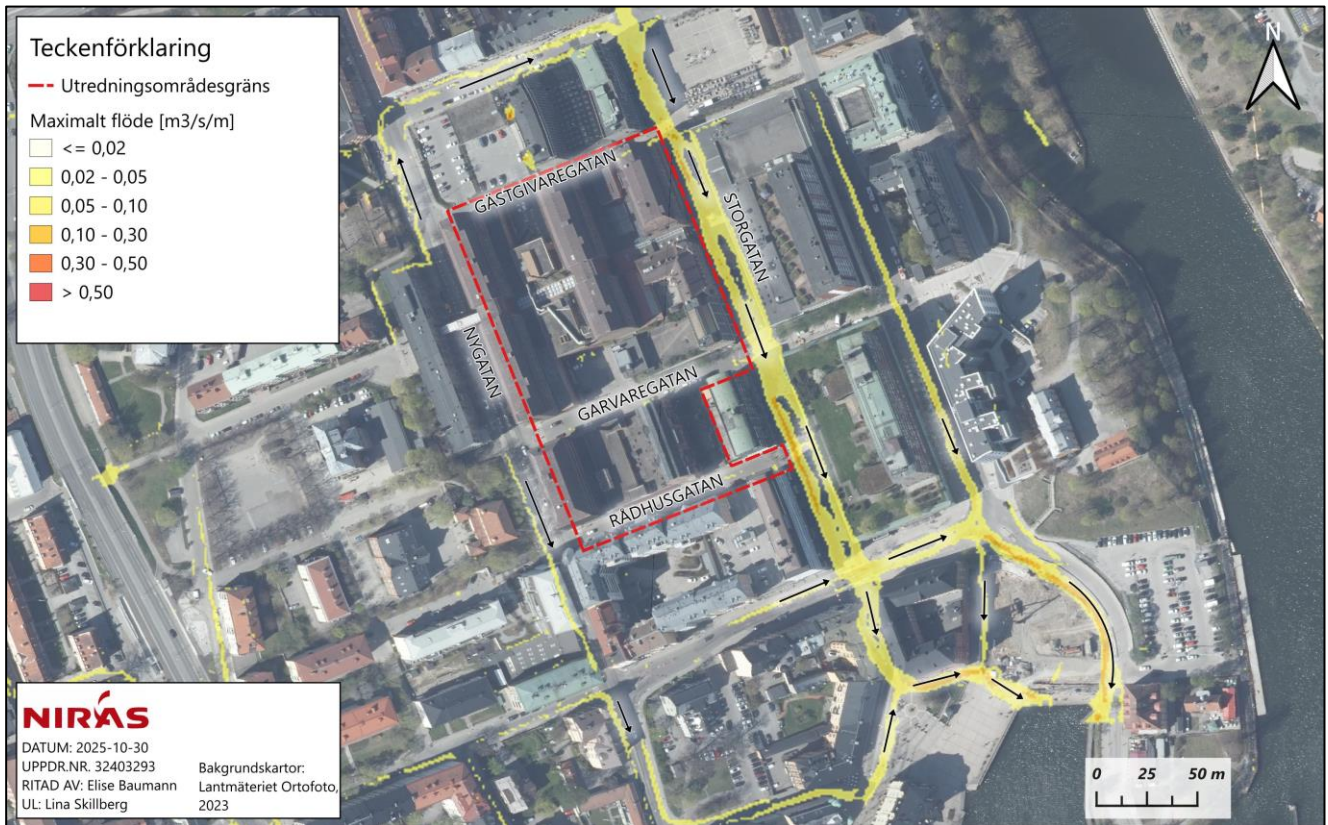 Teckenförklaring
Utredningsområdesgräns
Maximalt flöde [m3/s/m]
<= 0,02
0,02 - 0,05
0,05 - 0,10
0,10 - 0,30
0,30 - 0,50
> 0,50
N
GÄSTGIVAREGATAN
STORGATAN
NYGATAN
GARVAREGATAN
RÅDHUSGATAN
NIRAS
DATUM: 2025-10-30
UPPDR.NR. 32403293
RITAD AV: Elise Baumann
UL: Lina Skillberg
Bakgrundskartor:
Lantmäteriet Ortofoto,
2023
0 25 50 m